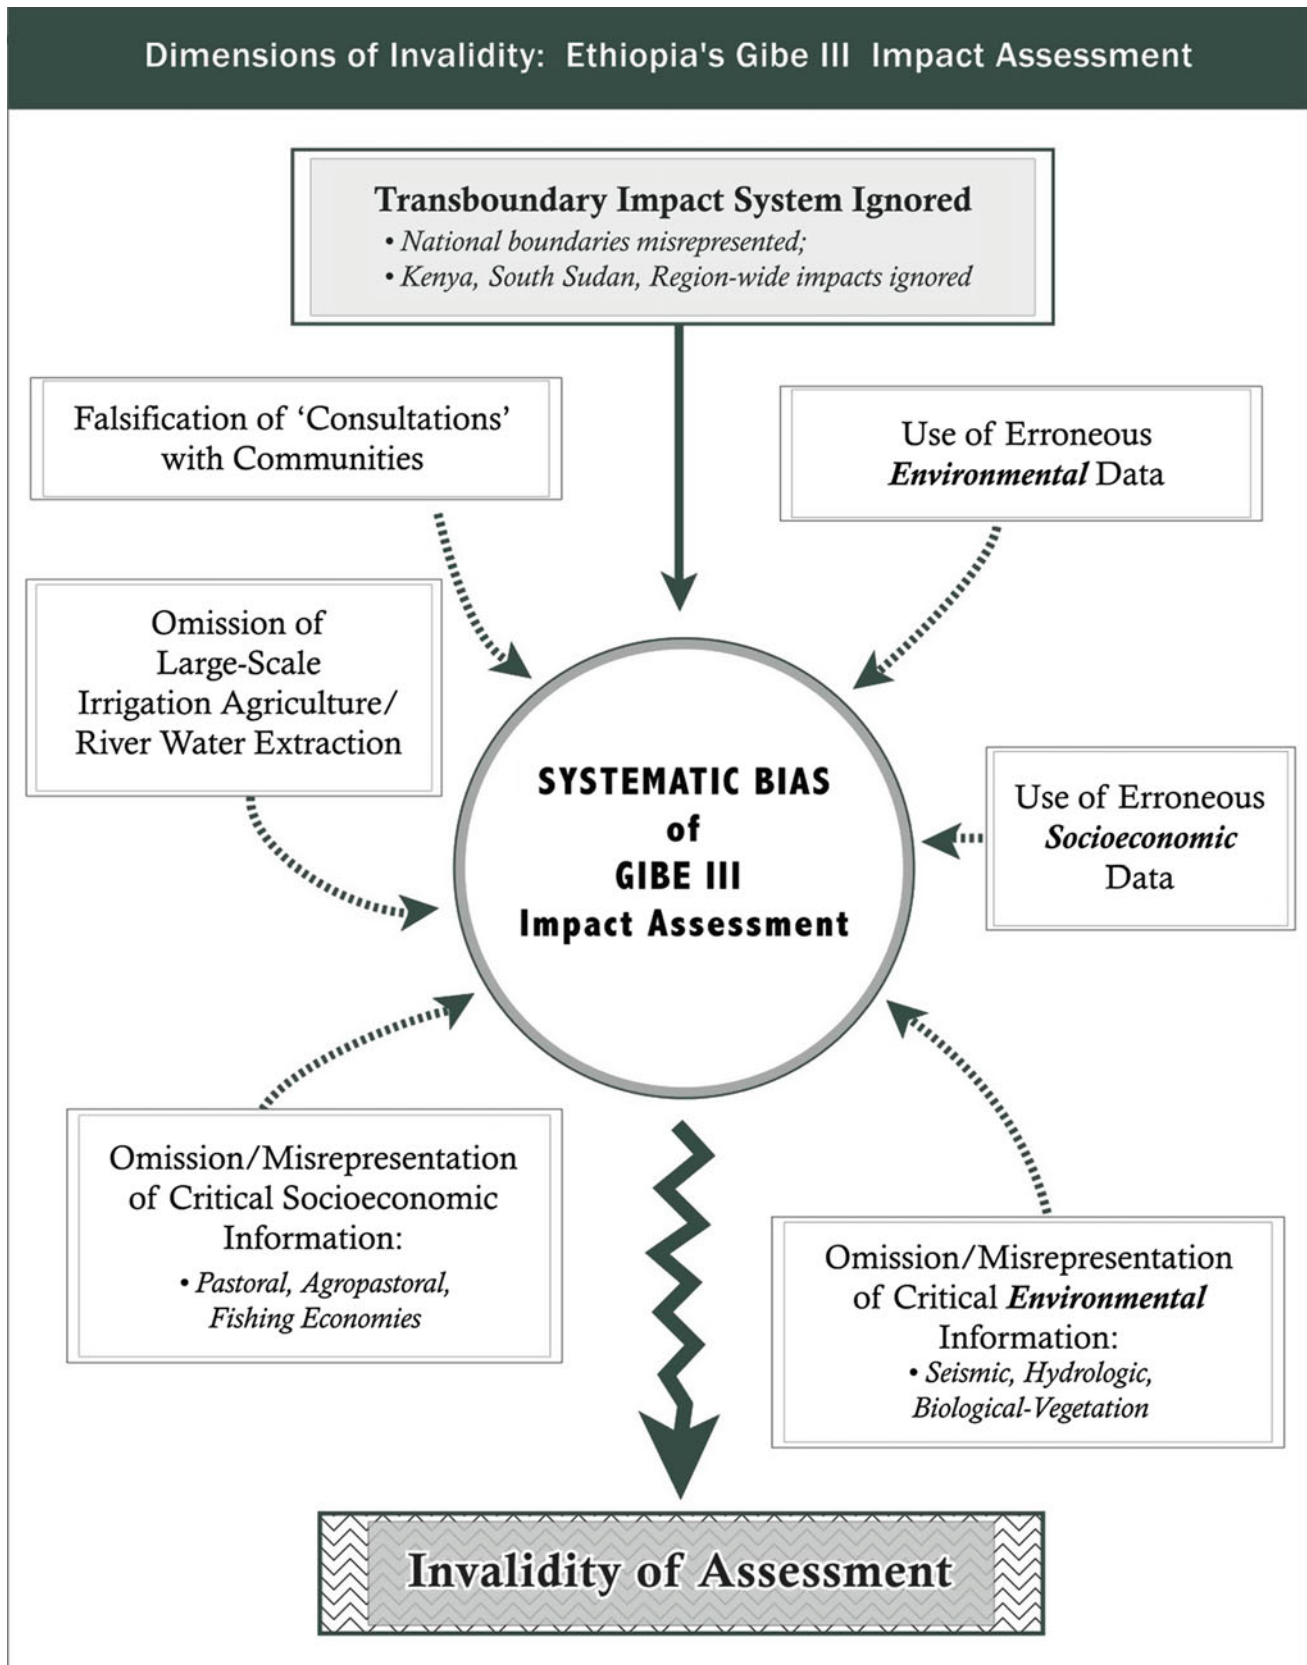 Dimensions of Invalidity: Ethiopia's Gibe III Impact Assessment
Transboundary Impact System Ignored
• National boundaries misrepresented;
• Kenya, South Sudan, Region-wide impacts ignored
Falsification of ‘Consultations’
with Communities
Use of Erroneous
Environmental Data
Omission of
Large-Scale
Irrigation Agriculture/
River Water Extraction
SYSTEMATIC BIAS
of
GIBE III
Impact Assessment
Use of Erroneous
Socioeconomic
Data
Omission/Misrepresentation
of Critical Socioeconomic
Information:
• Pastoral, Agropastoral,
Fishing Economies
Omission/Misrepresentation
of Critical Environmental
Information:
• Seismic, Hydrologic,
Biological-Vegetation
Invalidity of Assessment